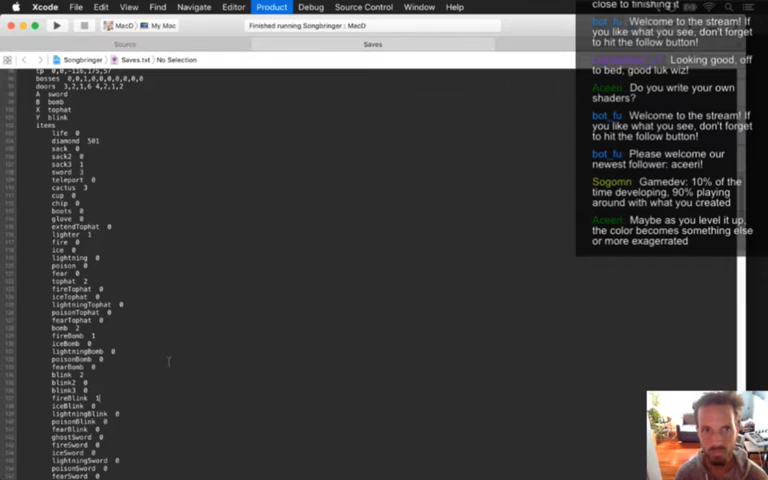 Xcode File Edit View Find Navigate Editor Product Debug Source Control Window Help
MacD My Mac
Finished running Songbringer : MacD
Source
Saves
Songbringer Saves.txt No Selection
tp 0,0,-116,175,57
bosses 0,0,1,0,0,0,0,0,0,0
doors 3,2,1,6 4,2,1,2
A sword
B bomb
X tophat
Y blink
items
life 0
diamond 501
sack 0
sack2 0
sack3 1
sword 3
teleport 0
cactus 3
cup 0
chip 0
boots 0
glove 0
extendTophat 0
lighter 1
fire 0
ice 0
lightning 0
poison 0
fear 0
tophat 2
fireTophat 0
iceTophat 0
lightningTophat 0
poisonTophat 0
fearTophat 0
bomb 2
fireBomb 1
iceBomb 0
lightningBomb 0
poisonBomb 0
fearBomb 0
blink 2
blink2 0
blink3 0
fireBlink 1
iceBlink 0
lightningBlink 0
poisonBlink 0
fearBlink 0
ghostSword 0
fireSword 0
iceSword 0
lightningSword 0
poisonSword 0
fearSword 0
close to finishing it
bot_fu Welcome to the stream! If
you like what you see, don't forget
to hit the follow button!
Looking good, off
to bed, good luk wiz!
Aceeri Do you write your own
shaders?
bot_fu Welcome to the stream! If
you like what you see, don't forget
to hit the follow button!
bot_fu Please welcome our
newest follower: aceeri!
Sogomn Gamedev: 10% of the
time developing, 90% playing
around with what you created
Aceeri Maybe as you level it up,
the color becomes something else
or more exagerrated